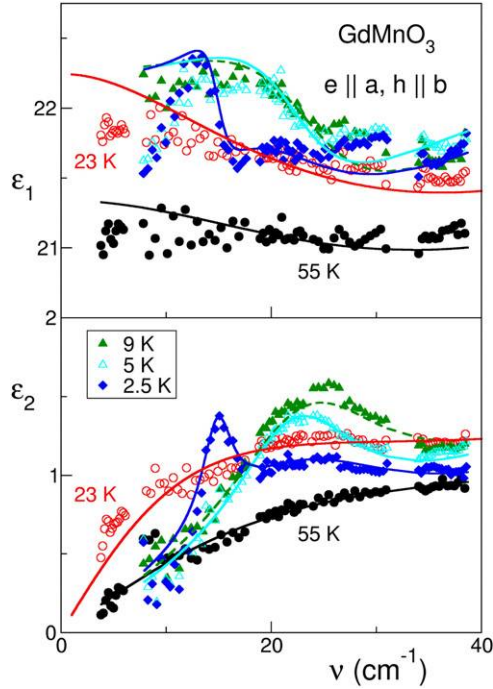 GdMnO₃
e || a, h || b
22
23 K
ε₁
21
55 K
2
9 K
5 K
2.5 K
ε₂
1
23 K
55 K
0
0 20 40
ν (cm⁻¹)